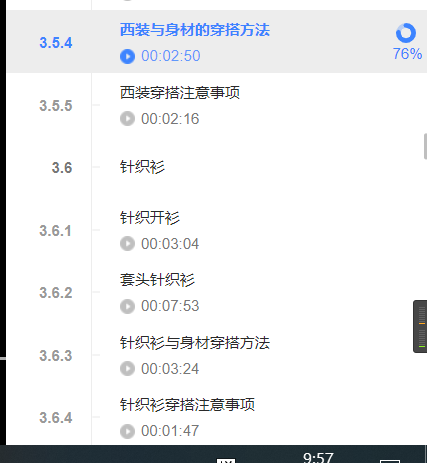 3.5.4 西装与身材的穿搭方法
00:02:50 76%
3.5.5 西装穿搭注意事项
00:02:16
3.6 针织衫
3.6.1 针织开衫
00:03:04
3.6.2 套头针织衫
00:07:53
3.6.3 针织衫与身材穿搭方法
00:03:24
3.6.4 针织衫穿搭注意事项
00:01:47
9:57